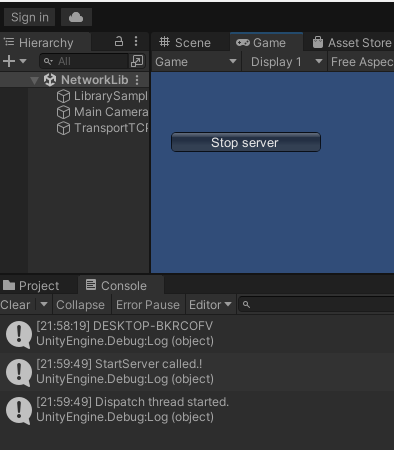 Sign in
Hierarchy
Scene
Game
Asset Store
All
Game
Display 1
Free Aspec
NetworkLib
LibrarySampl
Main Camera
TransportTCP
Stop server
Project
Console
Clear
Collapse
Error Pause
Editor
[21:58:19] DESKTOP-BKRCOFV
UnityEngine.Debug:Log (object)
[21:59:49] StartServer called.!
UnityEngine.Debug:Log (object)
[21:59:49] Dispatch thread started.
UnityEngine.Debug:Log (object)